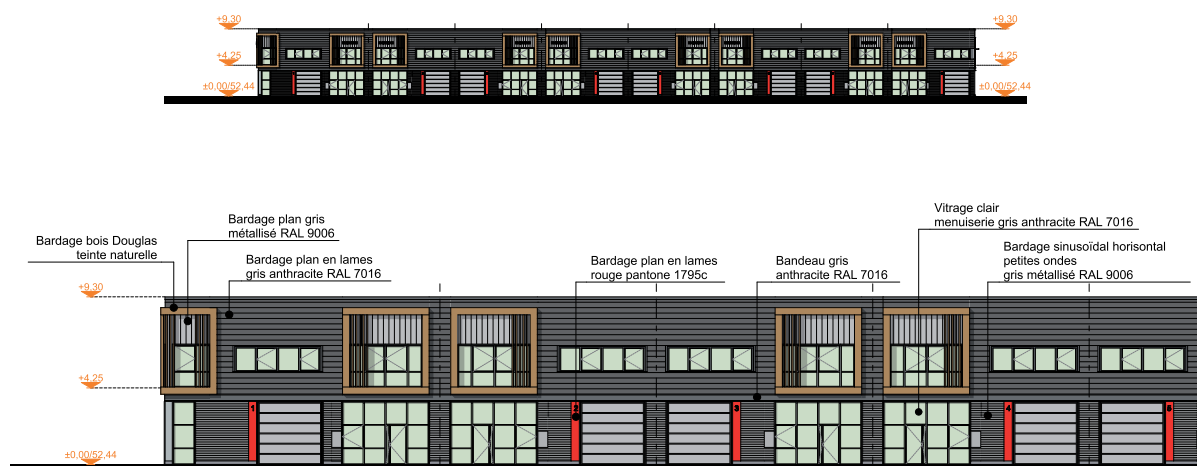 +9.30
+9.30
+4.25
+4.25
±0,00/52,44
±0,00/52,44
Vitrage clair
menuiserie gris anthracite RAL 7016
Bardage plan gris
métallisé RAL 9006
Bardage bois Douglas
teinte naturelle
Bardage plan en lames
gris anthracite RAL 7016
Bardage plan en lames
rouge pantone 1795c
Bandeau gris
anthracite RAL 7016
Bardage sinusoïdal horisontal
petites ondes
gris métallisé RAL 9006
+9.30
+4.25
1
2
3
4
5
±0,00/52,44